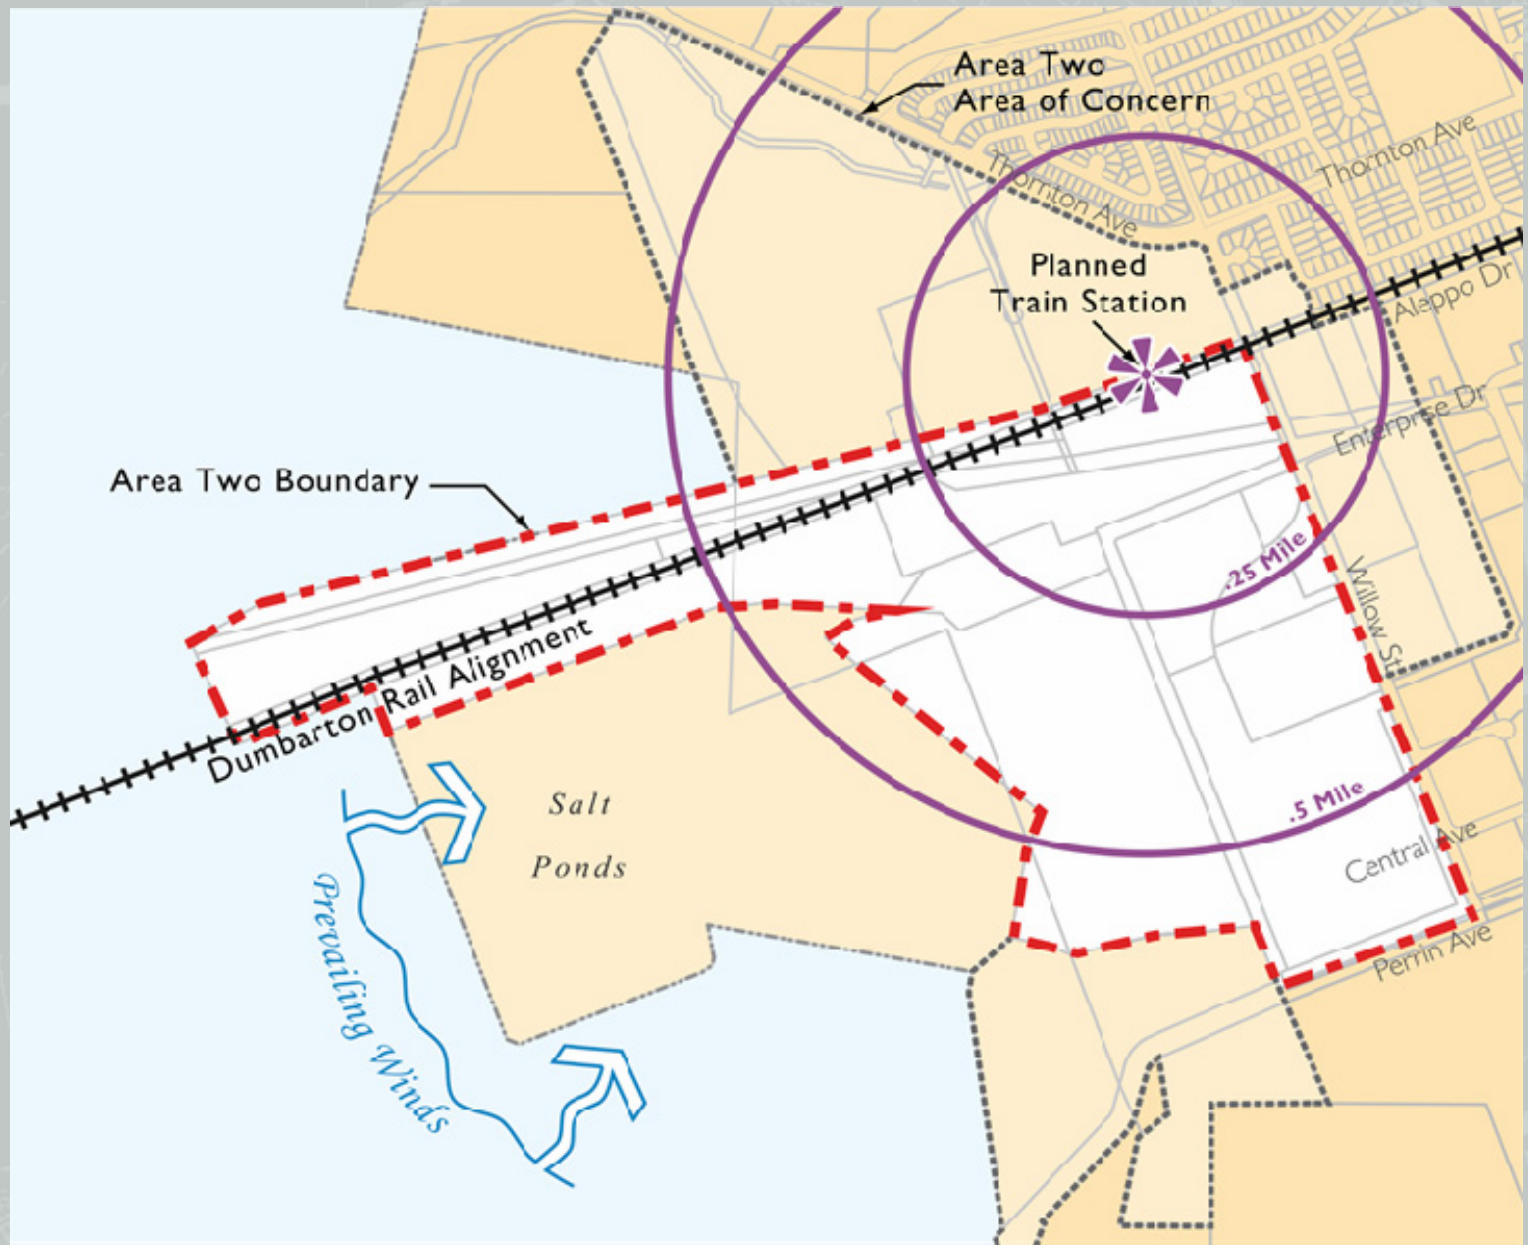 Area Two
Area of Concern
Thornton Ave
Thornton Ave
Planned
Train Station
Aleppo Dr
Enterprise Dr
Area Two Boundary
.25 Mile
Willow St.
Dumbarton Rail Alignment
Salt
Ponds
.5 Mile
Central Ave
Perrin Ave
Prevailing Winds